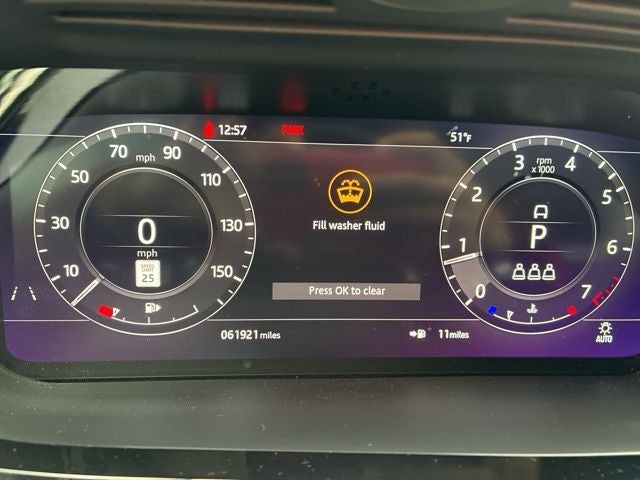 12:57 PARK 51°F
70 mph 90
50 110
30 130
10 150
0
mph
SPEED
LIMIT
25
Fill washer fluid
Press OK to clear
061921 miles
11 miles
3 rpm 4
x1000
2 5
1 6
0 7
P
AUTO